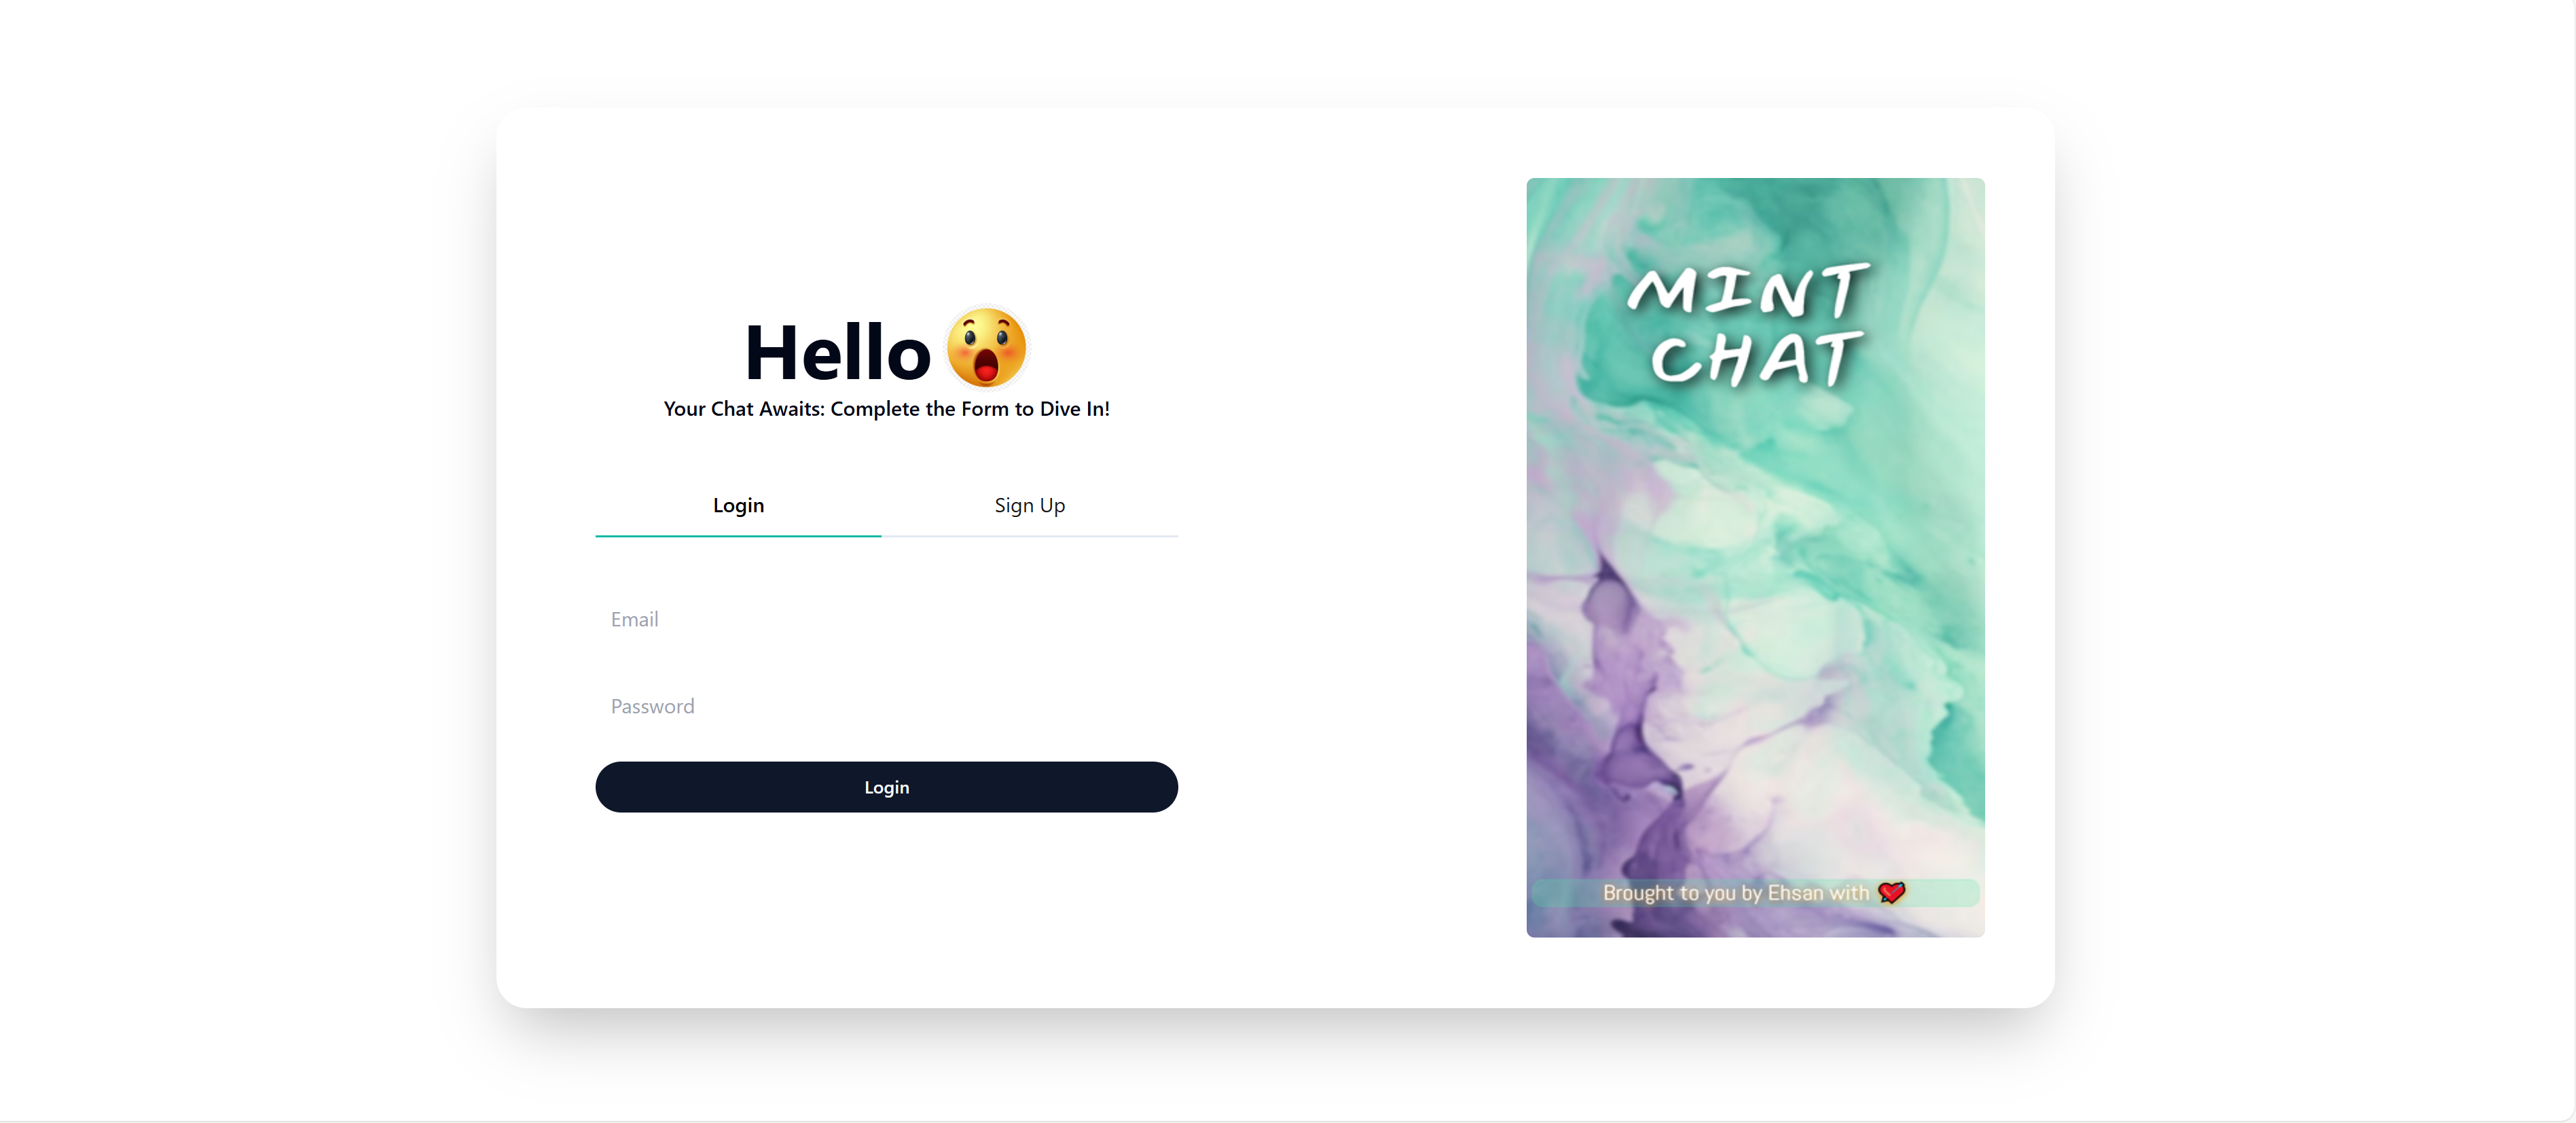 Hello
Your Chat Awaits: Complete the Form to Dive In!
Login
Sign Up
Email
Password
Login
MINT
CHAT
Brought to you by Ehsan with